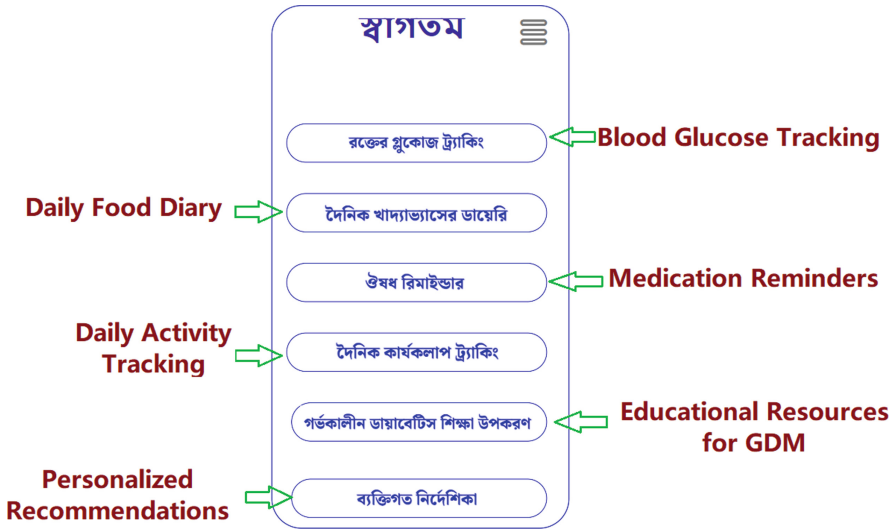 স্বাগতম
রক্তের গ্লুকোজ ট্র্যাকিং
Blood Glucose Tracking
Daily Food Diary
দৈনিক খাদ্যাভ্যাসের ডায়েরি
ঔষধ রিমাইন্ডার
Medication Reminders
Daily Activity
Tracking
দৈনিক কার্যকলাপ ট্র্যাকিং
গর্ভকালীন ডায়াবেটিস শিক্ষা উপকরণ
Educational Resources
for GDM
Personalized
Recommendations
ব্যক্তিগত নির্দেশিকা